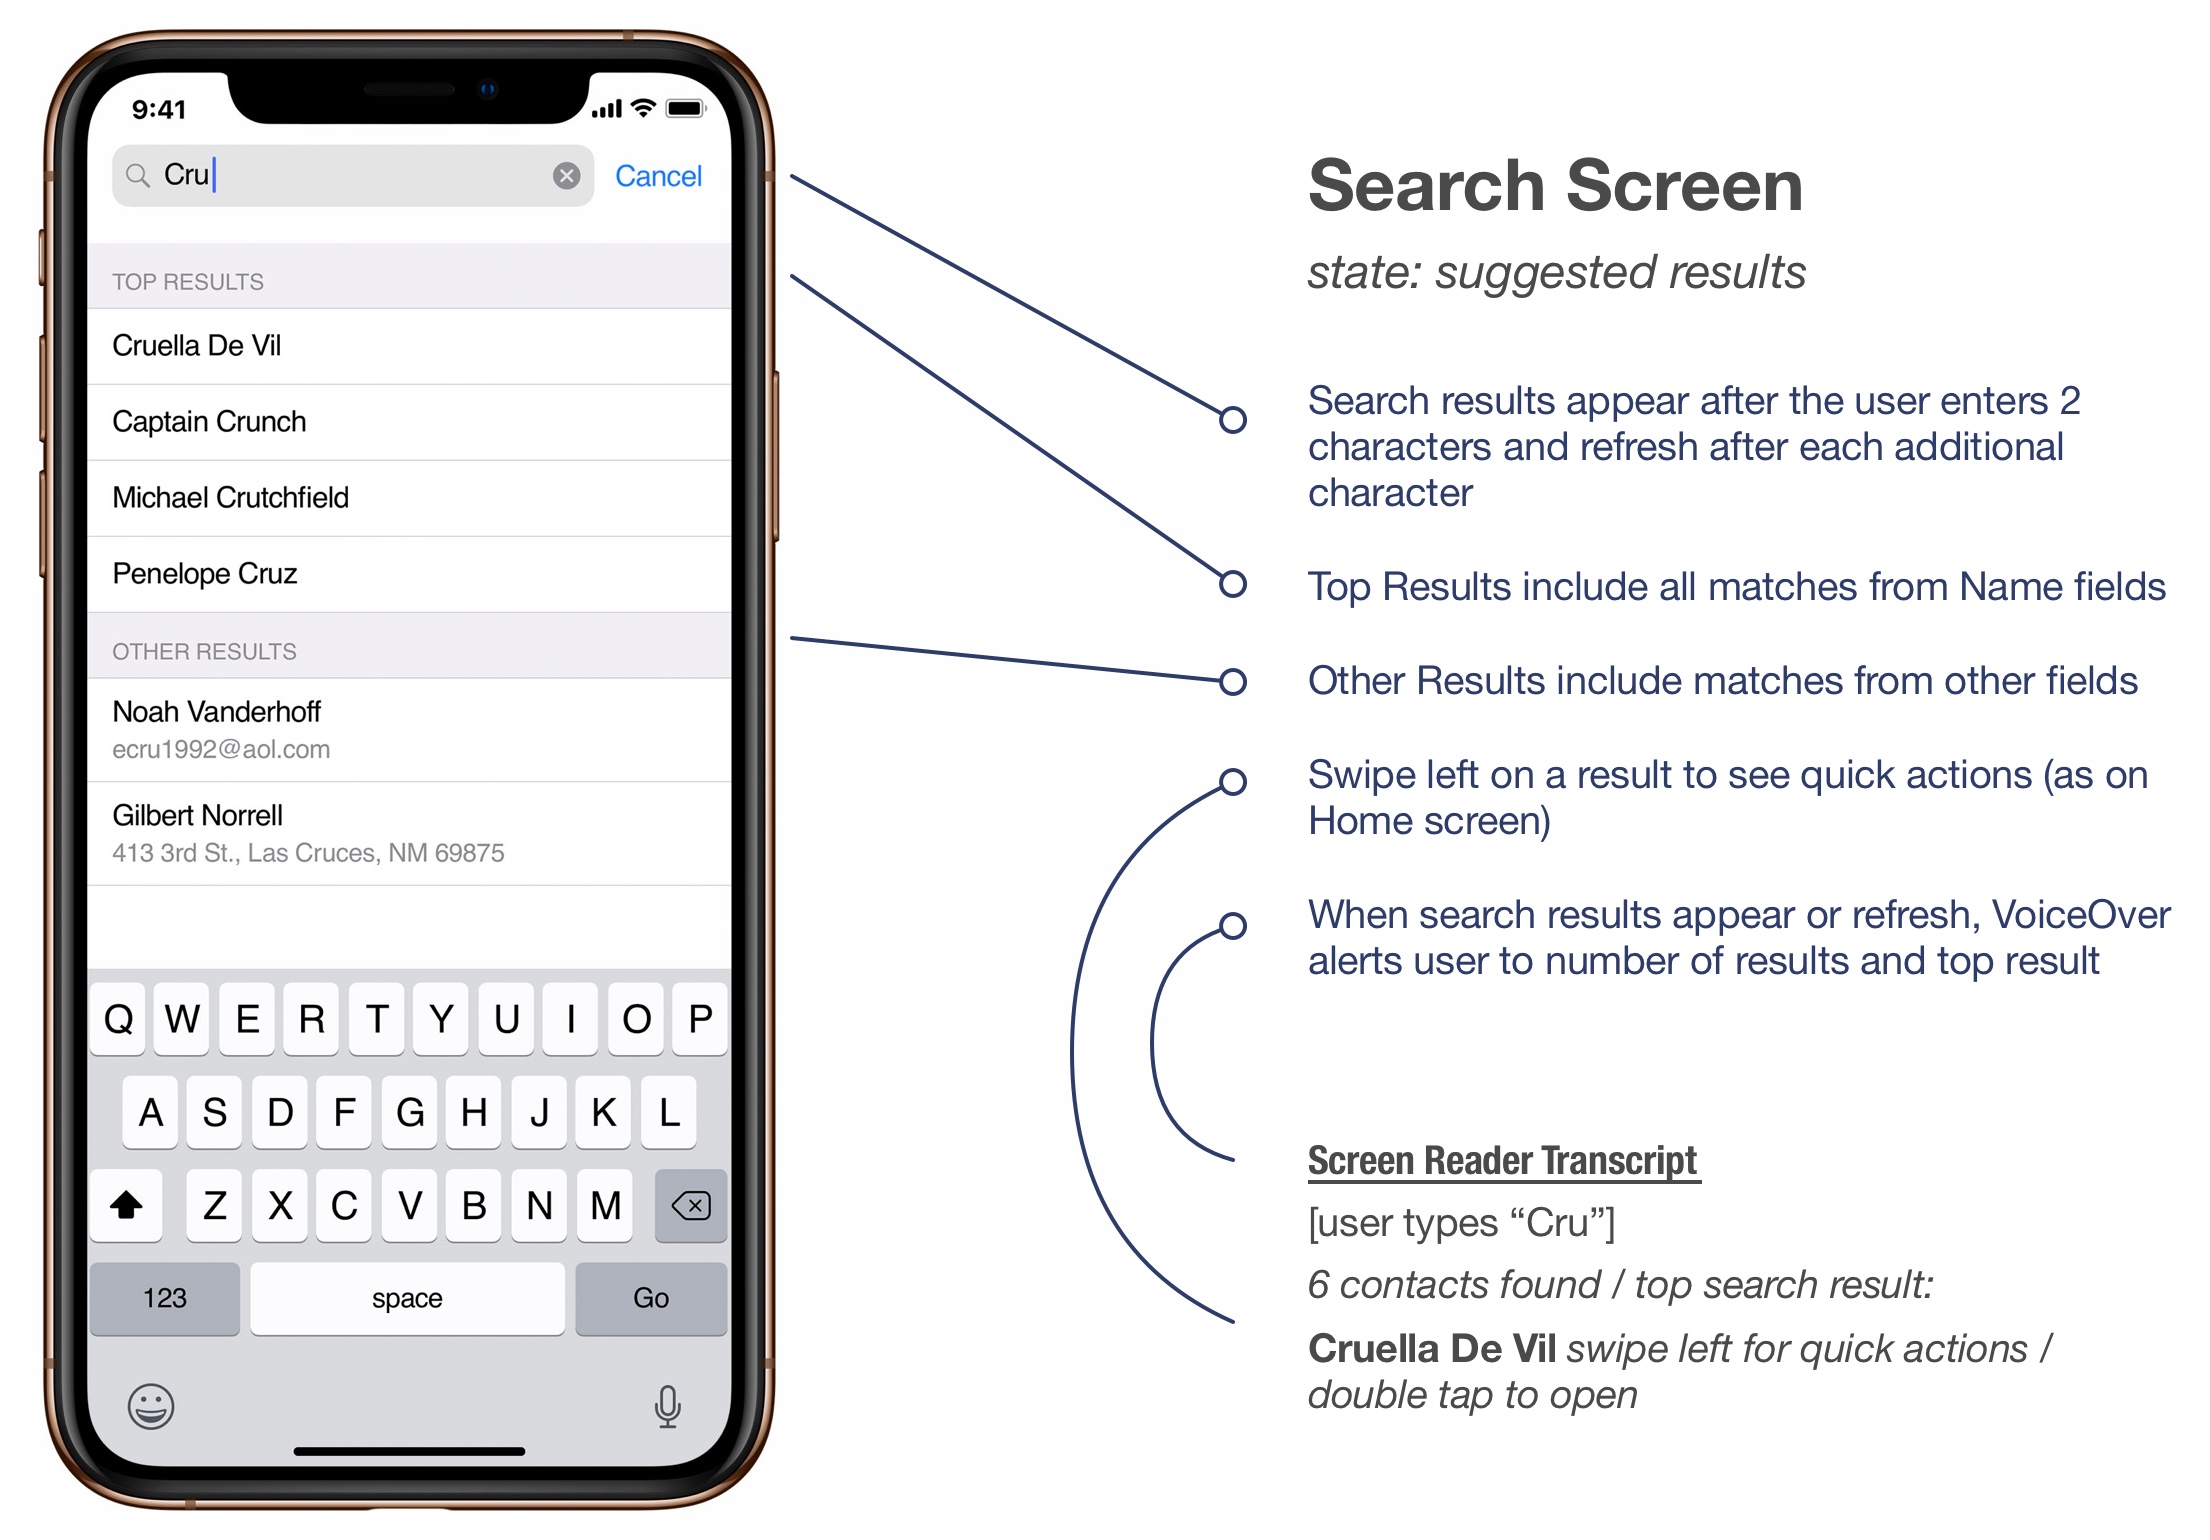 9:41
Cru
Cancel
TOP RESULTS
Cruella De Vil
Captain Crunch
Michael Crutchfield
Penelope Cruz
OTHER RESULTS
Noah Vanderhoff
ecru1992@aol.com
Gilbert Norrell
413 3rd St., Las Cruces, NM 69875
Q W E R T Y U I O P
A S D F G H J K L
Z X C V B N M
123 space Go
Search Screen
state: suggested results
Search results appear after the user enters 2
characters and refresh after each additional
character
Top Results include all matches from Name fields
Other Results include matches from other fields
Swipe left on a result to see quick actions (as on
Home screen)
When search results appear or refresh, VoiceOver
alerts user to number of results and top result
Screen Reader Transcript
[user types “Cru”]
6 contacts found / top search result:
Cruella De Vil swipe left for quick actions /
double tap to open